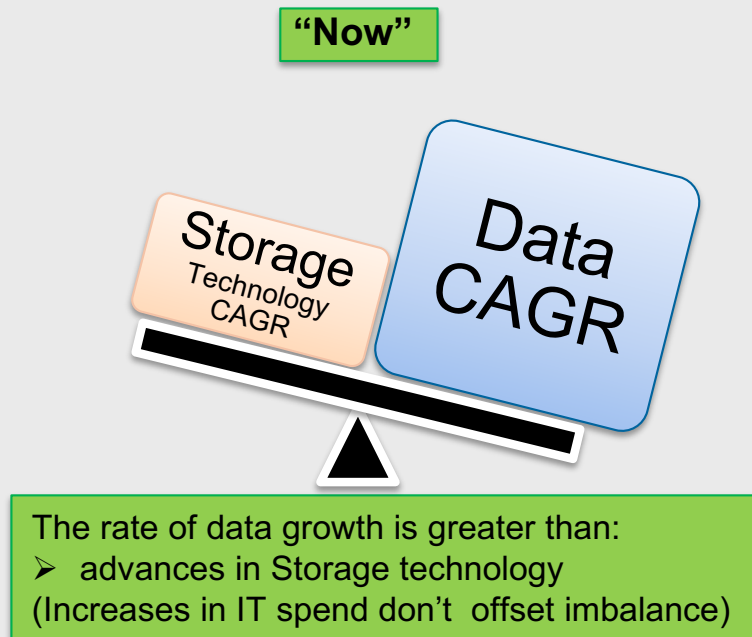 “Now”
Storage
Technology
CAGR
Data
CAGR
The rate of data growth is greater than:
➢ advances in Storage technology
(Increases in IT spend don’t offset imbalance)